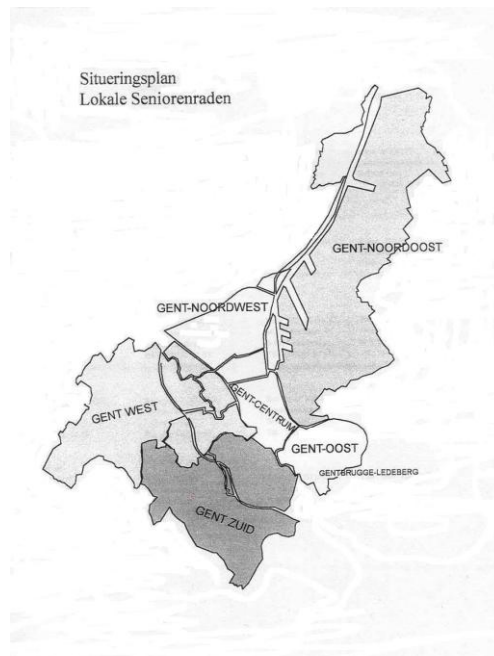 Situeringsplan
Lokale Seniorenraden
GENT-NOORDOOST
GENT-NOORDWEST
GENT WEST
GENT-CENTRUM
GENT-OOST
GENTBRUGGE-LEDEBERG
GENT ZUID